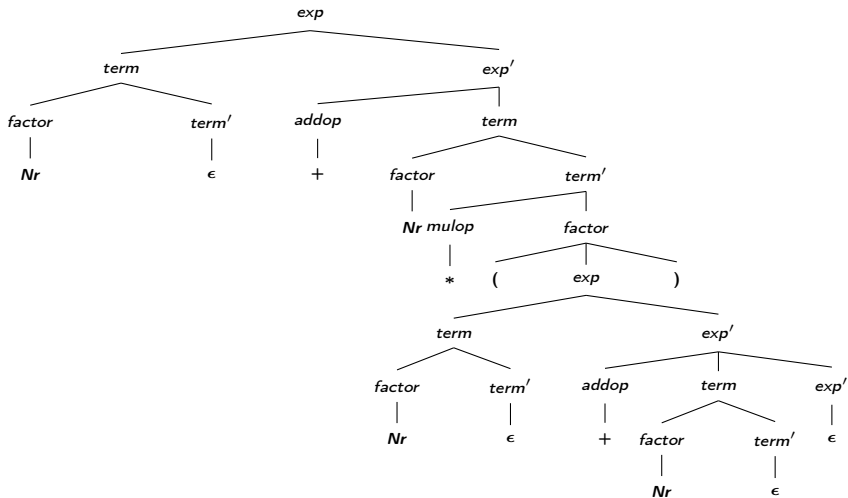 exp
term exp′
factor term′ addop term
Nr ϵ + factor term′
Nr mulop factor
* ( exp )
term exp′
factor term′ addop term exp′
Nr ϵ + factor term′ ϵ
Nr ϵ